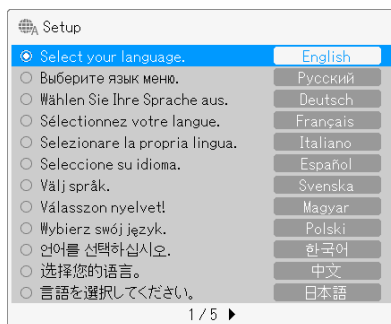 Setup
Select your language. English
Выберите язык меню. Русский
Wählen Sie Ihre Sprache aus. Deutsch
Sélectionnez votre langue. Français
Selezionare la propria lingua. Italiano
Seleccione su idioma. Español
Välj språk. Svenska
Válasszon nyelvet! Magyar
Wybierz swój język. Polski
언어를 선택하십시오. 한국어
选择您的语言。 中文
言語を選択してください。 日本語
1/5